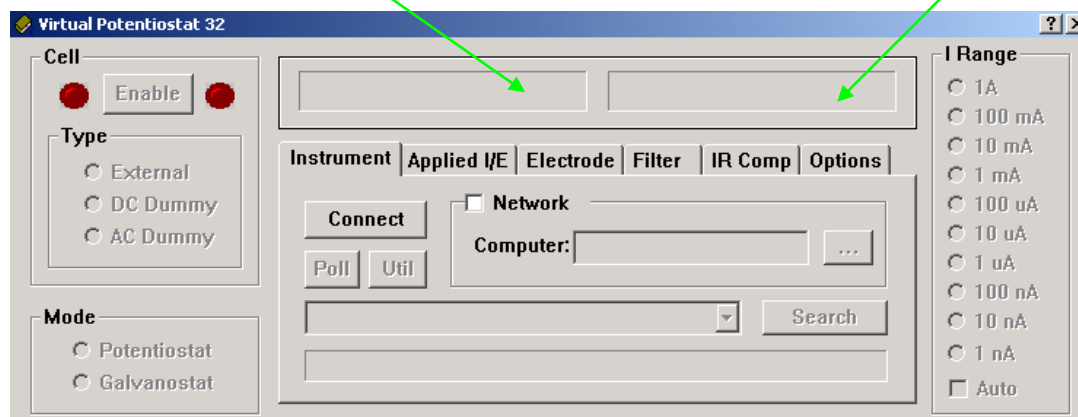 Virtual Potentiostat 32
Cell
Enable
Type
External
DC Dummy
AC Dummy
Mode
Potentiostat
Galvanostat
Instrument Applied I/E Electrode Filter IR Comp Options
Connect
Network
Computer:
...
Poll Util
Search
I Range
1A
100 mA
10 mA
1 mA
100 uA
10 uA
1 uA
100 nA
10 nA
1 nA
Auto